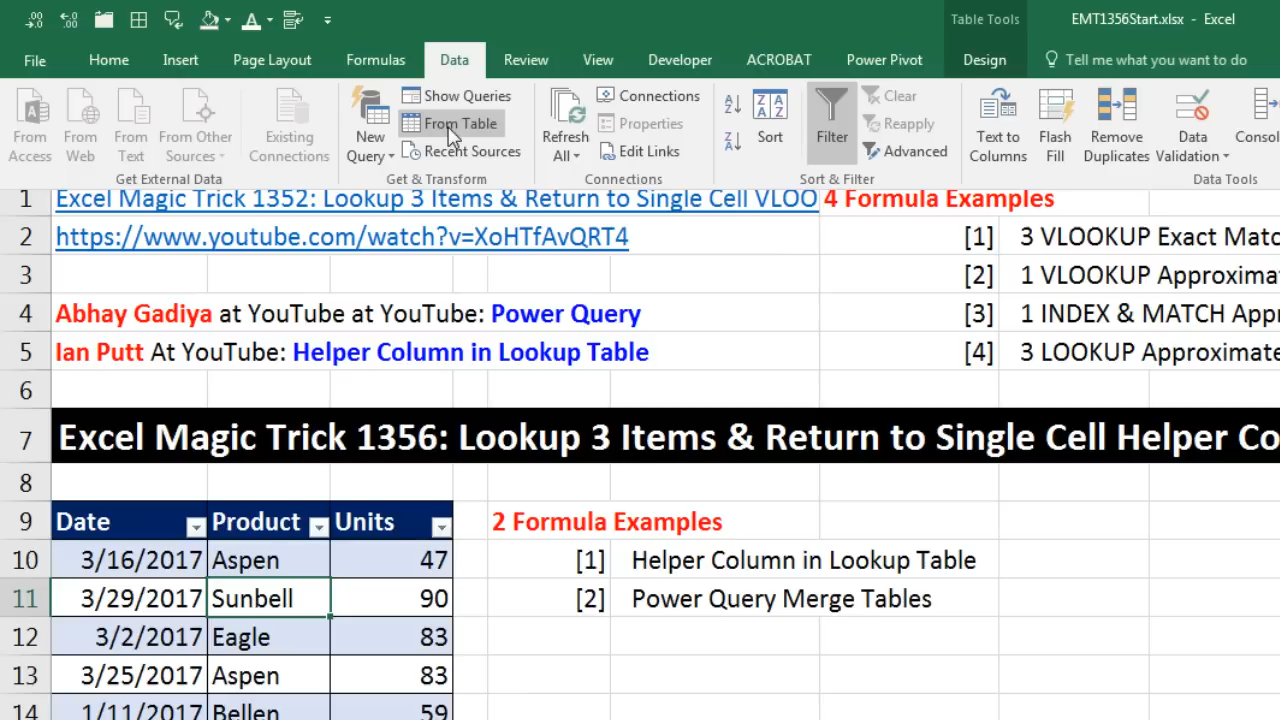 Table Tools
EMT1356Start.xlsx - Excel
File Home Insert Page Layout Formulas Data Review View Developer ACROBAT Power Pivot Design Tell me what you want to do
From Access
From Web
From Text
From Other Sources
Existing Connections
Get External Data
New Query
Show Queries
From Table
Recent Sources
Get & Transform
Refresh All
Connections
Properties
Edit Links
Connections
Sort
Filter
Clear
Reapply
Advanced
Sort & Filter
Text to Columns
Flash Fill
Remove Duplicates
Data Validation
Consol
Data Tools
1 Excel Magic Trick 1352: Lookup 3 Items & Return to Single Cell VLOO 4 Formula Examples
2 https://www.youtube.com/watch?v=XoHTfAvQRT4 [1] 3 VLOOKUP Exact Matc
3 [2] 1 VLOOKUP Approxima
4 Abhay Gadiya at YouTube at YouTube: Power Query [3] 1 INDEX & MATCH Appr
5 Ian Putt At YouTube: Helper Column in Lookup Table [4] 3 LOOKUP Approximate
6
7 Excel Magic Trick 1356: Lookup 3 Items & Return to Single Cell Helper Co
8
9 Date Product Units 2 Formula Examples
10 3/16/2017 Aspen 47 [1] Helper Column in Lookup Table
11 3/29/2017 Sunbell 90 [2] Power Query Merge Tables
12 3/2/2017 Eagle 83
13 3/25/2017 Aspen 83
14 1/11/2017 Bellen 59